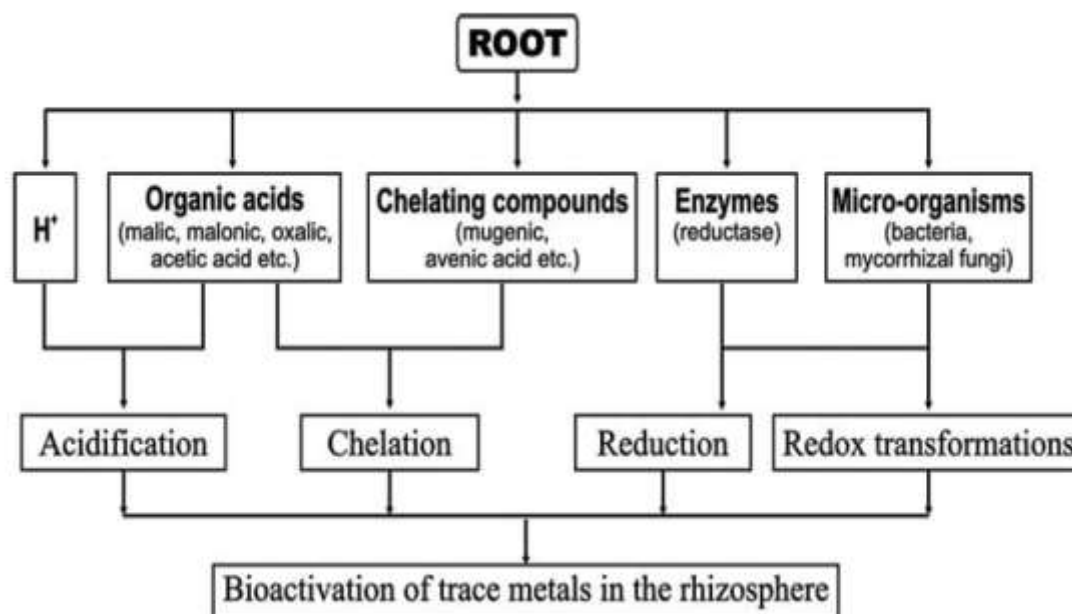 ROOT
H⁺
Organic acids
(malic, malonic, oxalic,
acetic acid etc.)
Chelating compounds
(mugenic,
avenic acid etc.)
Enzymes
(reductase)
Micro-organisms
(bacteria,
mycorrhizal fungi)
Acidification
Chelation
Reduction
Redox transformations
Bioactivation of trace metals in the rhizosphere